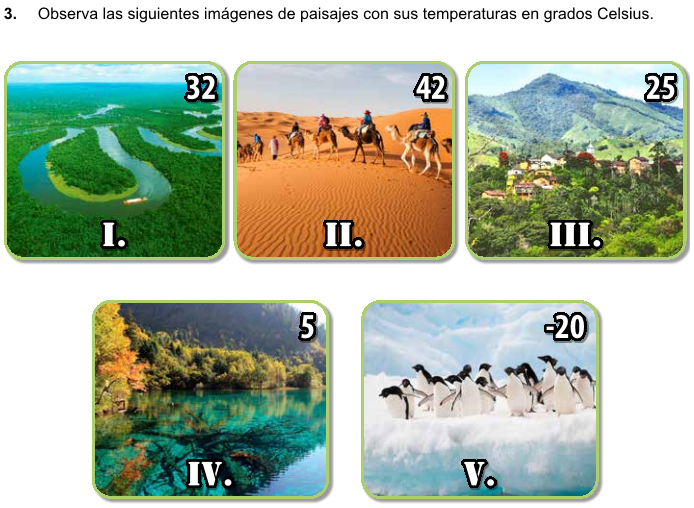 3. Observa las siguientes imágenes de paisajes con sus temperaturas en grados Celsius.
32
I.
42
II.
25
III.
5
IV.
-20
V.